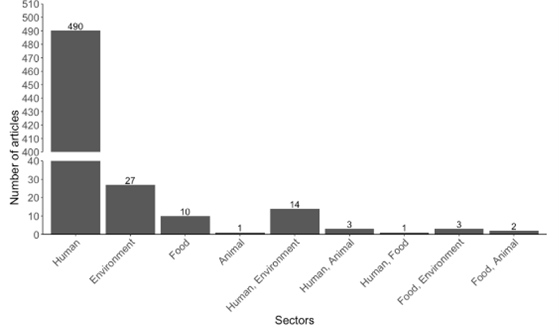 Number of articles
510
500
490
480
470
460
450
440
430
420
410
400
40
30
20
10
0
490
27
10
1
14
3
1
3
2
Human
Environment
Food
Animal
Human, Environment
Human, Animal
Human, Food
Food, Environment
Food, Animal
Sectors